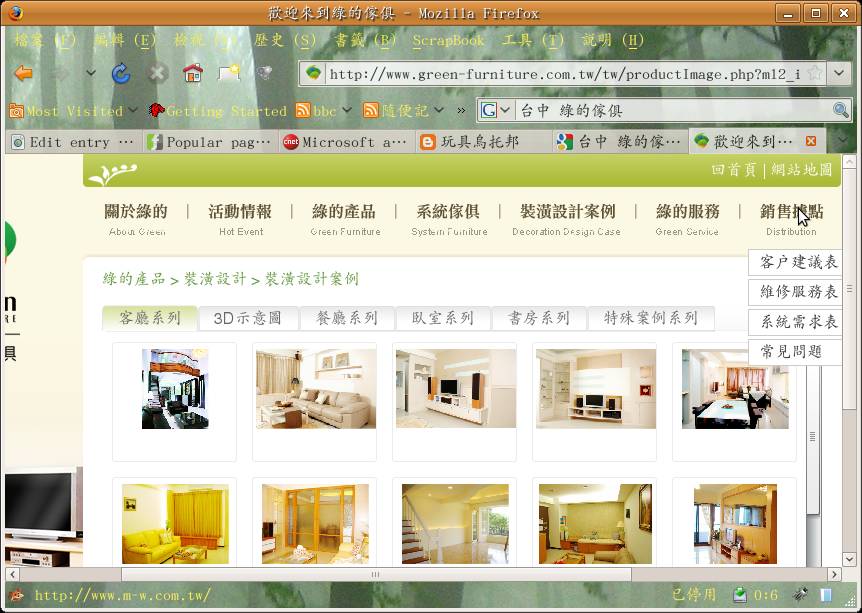 歡迎來到綠的傢俱 - Mozilla Firefox
檔案 (F) 編輯 (E) 檢視 歷史 (S) 書籤 (B) ScrapBook 工具 (T) 說明 (H)
http://www.green-furniture.com.tw/tw/productImage.php?m12_i
Most Visited Getting Started bbc 隨便記 » G 台中 綠的傢俱
Edit entry ... Popular pag... Microsoft a... 玩具烏托邦 台中 綠的傢... 歡迎來到...
回首頁 | 網站地圖
關於綠的 | 活動情報 | 綠的產品 | 系統傢俱 | 裝潢設計案例 | 綠的服務 | 銷售據點
About Green Hot Event Green Furniture System Furniture Decoration Design Case Green Service Distribution
客戶建議表
維修服務表
系統需求表
常見問題
綠的產品 > 裝潢設計 > 裝潢設計案例
客廳系列 3D示意圖 餐廳系列 臥室系列 書房系列 特殊案例系列
n
RE
俱
http://www.m-w.com.tw/ 已停用 0:6